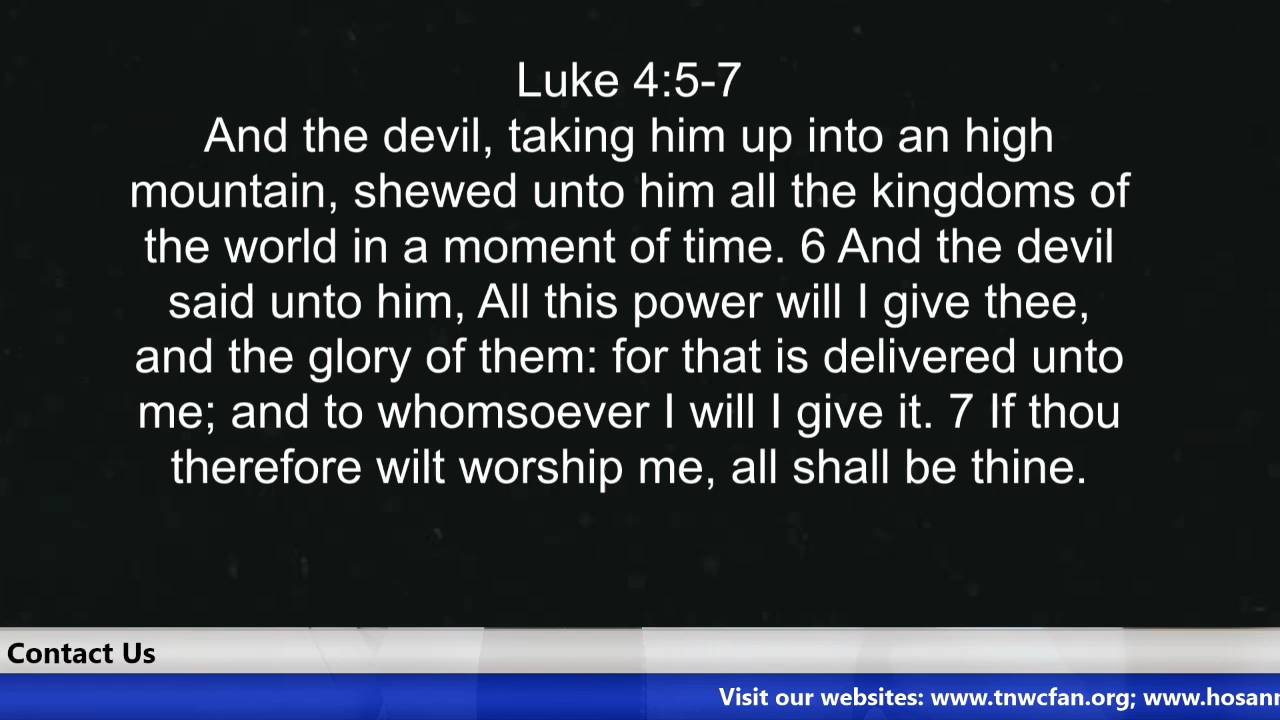 Luke 4:5-7
And the devil, taking him up into an high
mountain, shewed unto him all the kingdoms of
the world in a moment of time. 6 And the devil
said unto him, All this power will I give thee,
and the glory of them: for that is delivered unto
me; and to whomsoever I will I give it. 7 If thou
therefore wilt worship me, all shall be thine.
Contact Us
Visit our websites: www.tnwcfan.org;